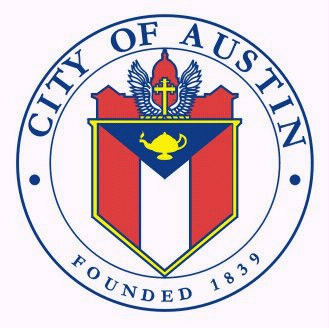 CITY OF AUSTIN
FOUNDED 1839